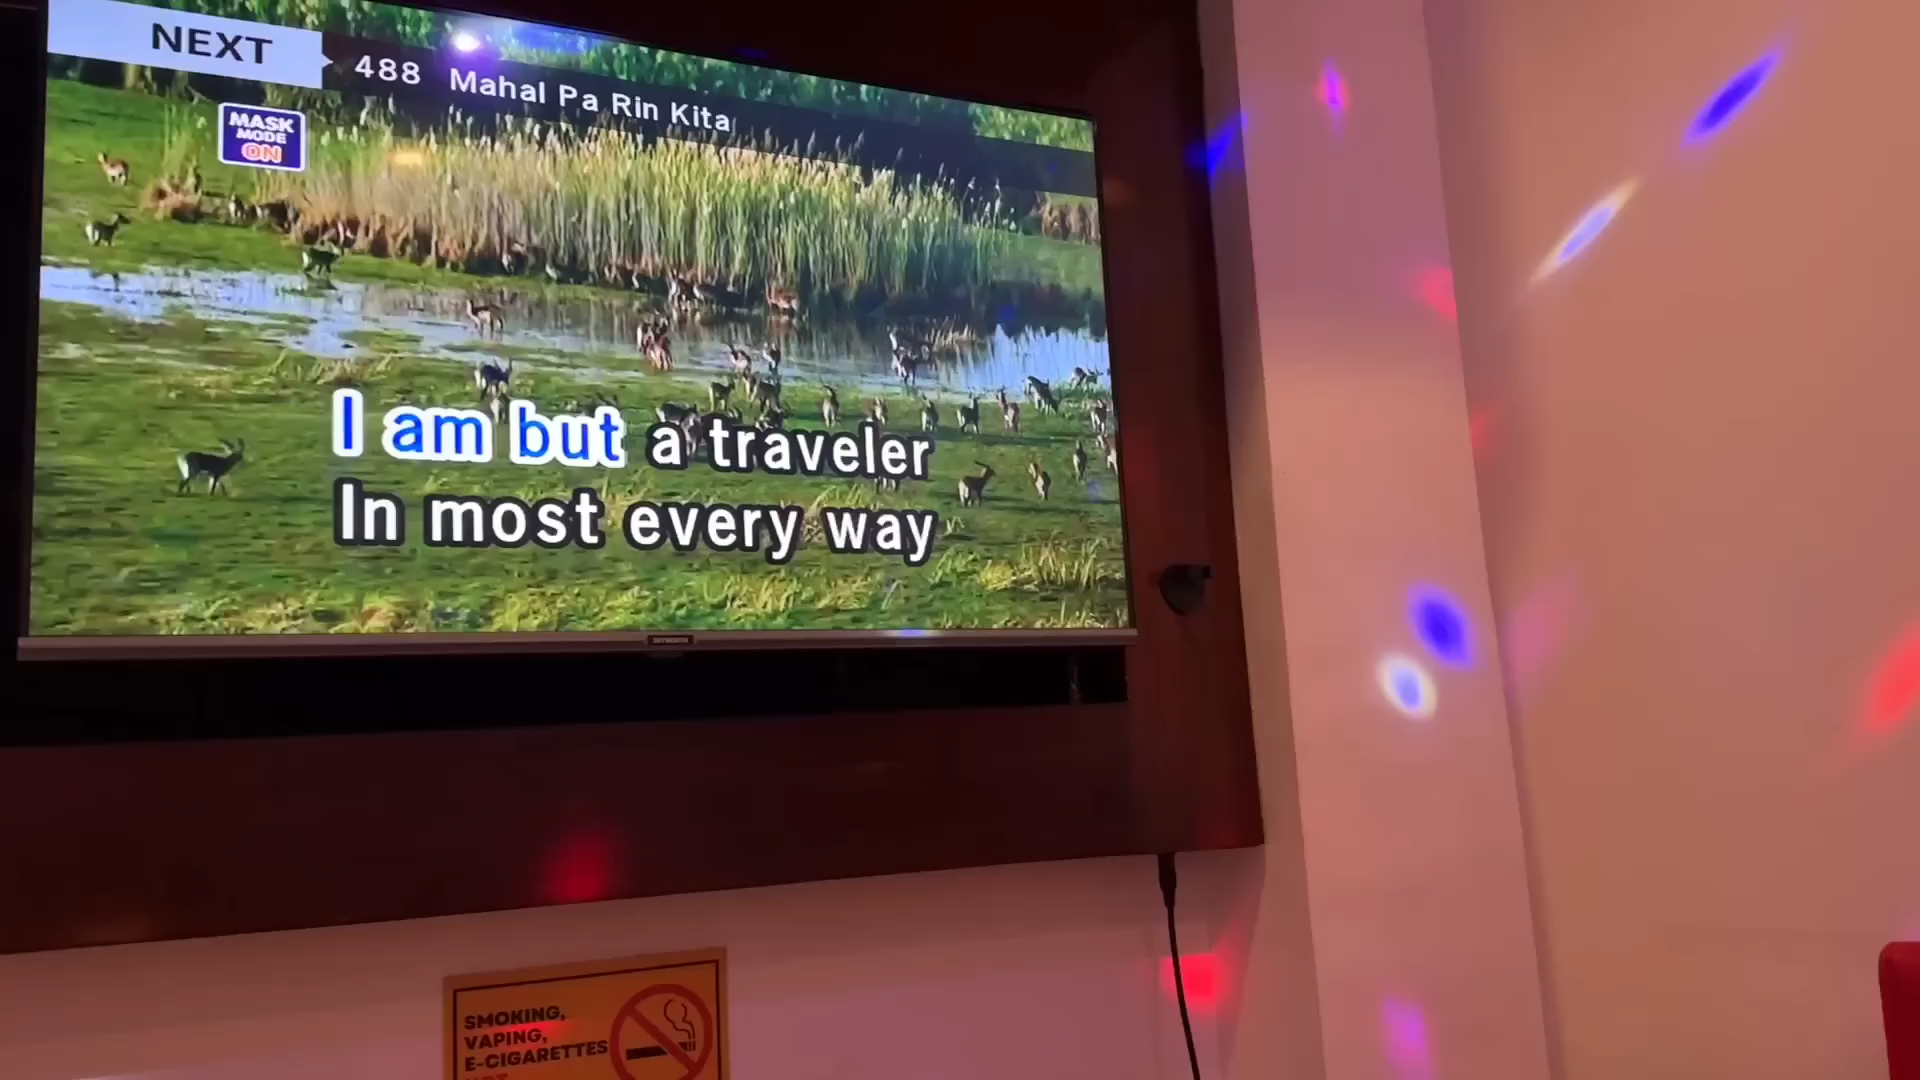 NEXT
488 Mahal Pa Rin Kita
MASK
MODE
ON
I am but a traveler
In most every way
SKYWORTH
SMOKING,
VAPING,
E-CIGARETTES